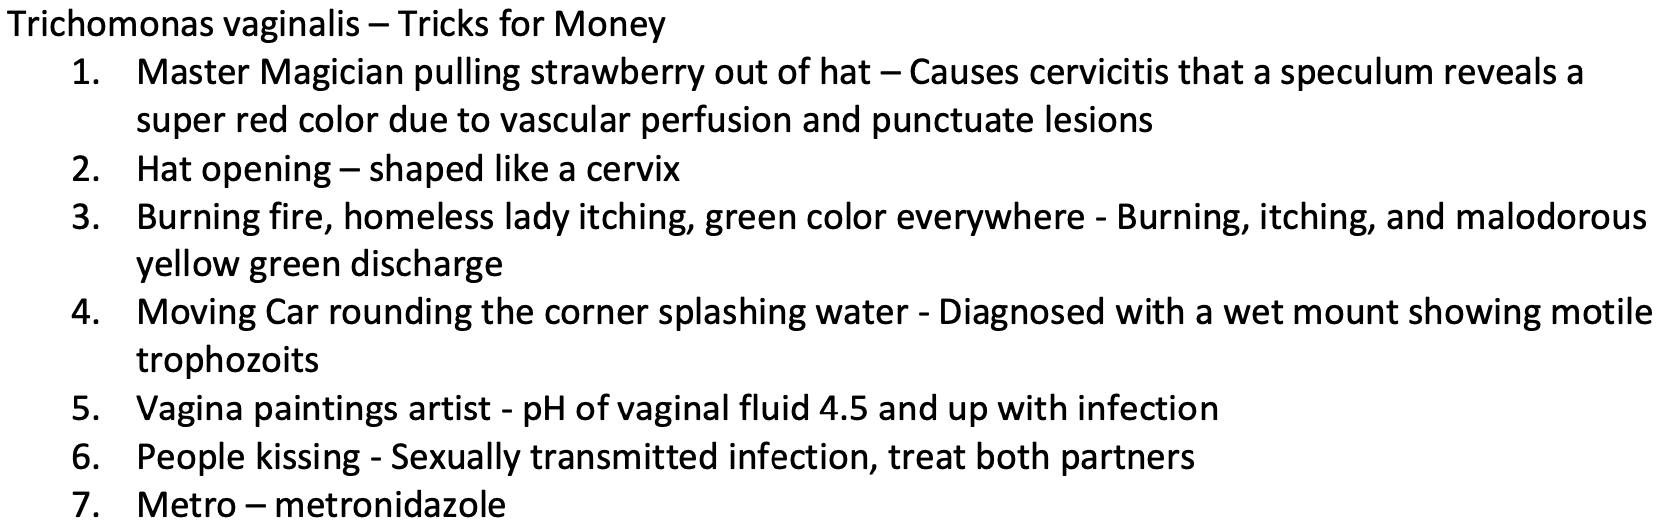 Trichomonas vaginalis – Tricks for Money
1. Master Magician pulling strawberry out of hat – Causes cervicitis that a speculum reveals a
super red color due to vascular perfusion and punctuate lesions
2. Hat opening – shaped like a cervix
3. Burning fire, homeless lady itching, green color everywhere - Burning, itching, and malodorous
yellow green discharge
4. Moving Car rounding the corner splashing water - Diagnosed with a wet mount showing motile
trophozoits
5. Vagina paintings artist - pH of vaginal fluid 4.5 and up with infection
6. People kissing - Sexually transmitted infection, treat both partners
7. Metro – metronidazole